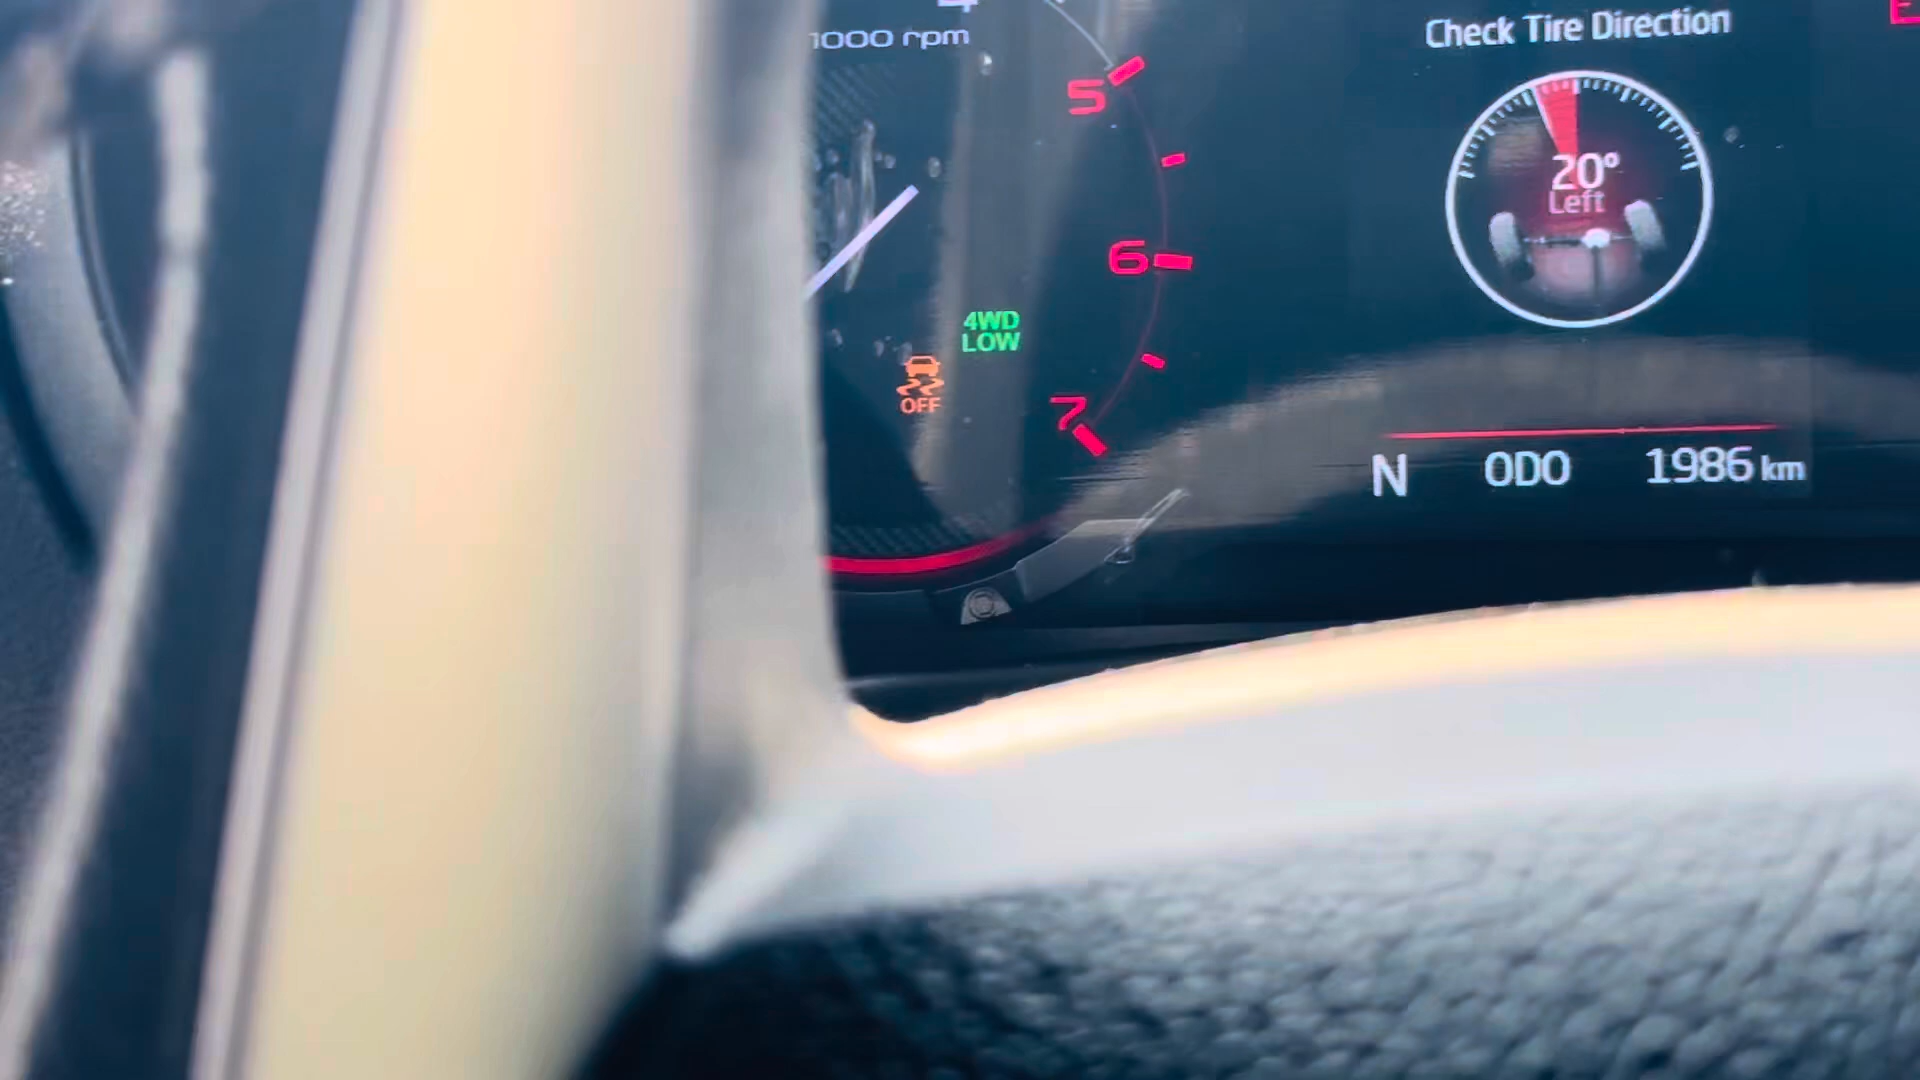 1000 rpm
5
6
7
4WD
LOW
OFF
Check Tire Direction
20°
Left
N ODO 1986 km